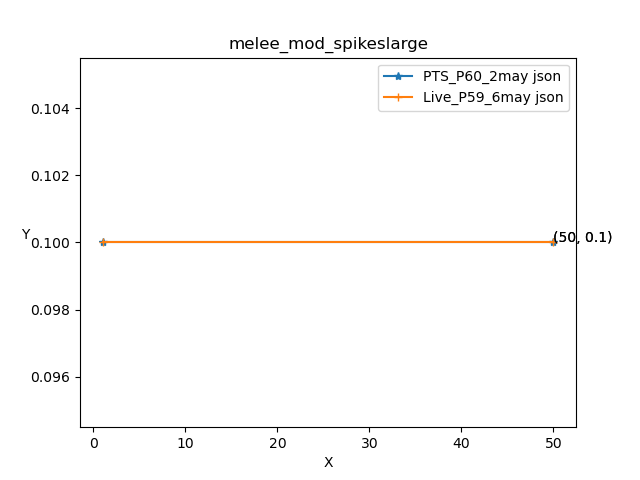 melee_mod_spikeslarge
PTS_P60_2may json
Live_P59_6may json
0.104
0.102
Y
0.100
(50, 0.1)
0.098
0.096
0
10
20
30
40
50
X